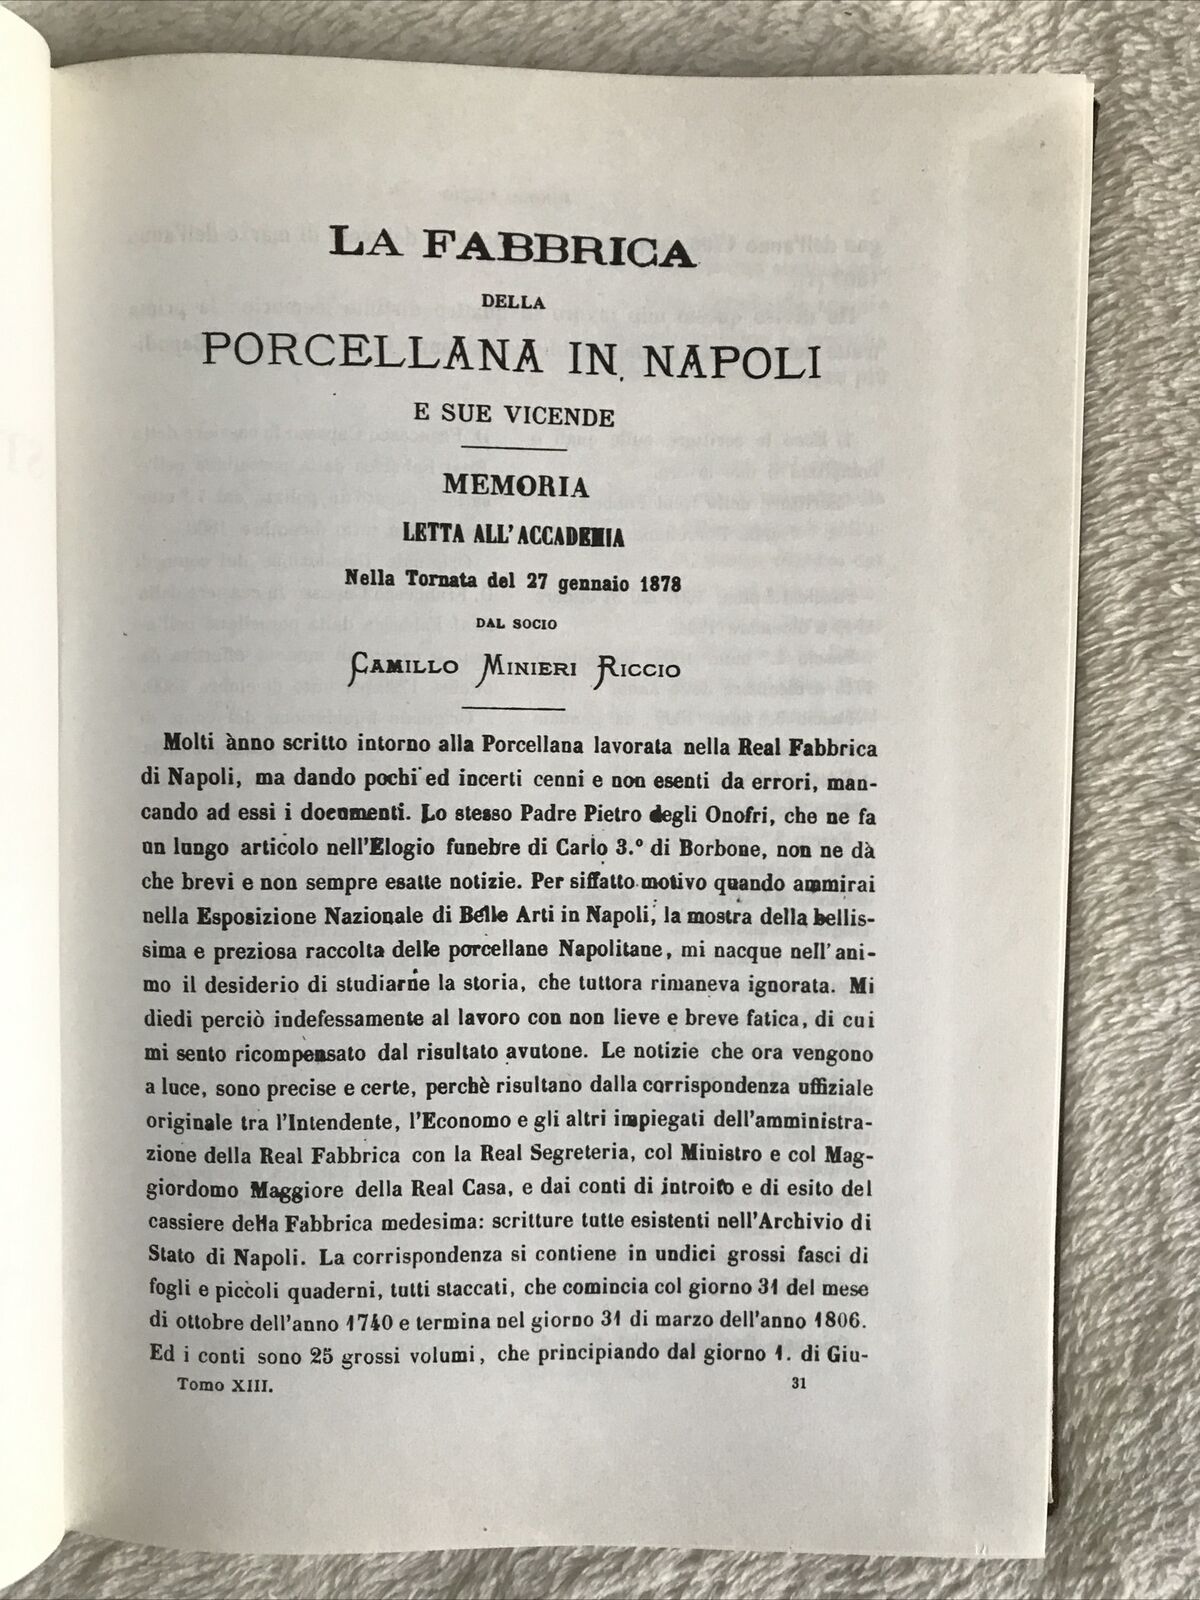 LA FABBRICA
DELLA
PORCELLANA IN NAPOLI
E SUE VICENDE
MEMORIA
LETTA ALL'ACCADEMIA
Nella Tornata del 27 gennaio 1878
DAL SOCIO
CAMILLO MINIERI RICCIO
Molti ànno scritto intorno alla Porcellana lavorata nella Real Fabbrica
di Napoli, ma dando pochi ed incerti cenni e non esenti da errori, man-
cando ad essi i documenti. Lo stesso Padre Pietro degli Onofri, che ne fa
un lungo articolo nell'Elogio funebre di Carlo 3.º di Borbone, non ne dà
che brevi e non sempre esatte notizie. Per siffatto motivo quando ammirai
nella Esposizione Nazionale di Belle Arti in Napoli, la mostra della bellis-
sima e preziosa raccolta delle porcellane Napolitane, mi nacque nell'ani-
mo il desiderio di studiarne la storia, che tuttora rimaneva ignorata. Mi
diedi perciò indefessamente al lavoro con non lieve e breve fatica, di cui
mi sento ricompensato dal risultato avutone. Le notizie che ora vengono
a luce, sono precise e certe, perchè risultano dalla corrispondenza uffiziale
originale tra l'Intendente, l'Economo e gli altri impiegati dell'amministra-
zione della Real Fabbrica con la Real Segreteria, col Ministro e col Mag-
giordomo Maggiore della Real Casa, e dai conti di introito e di esito del
cassiere della Fabbrica medesima: scritture tutte esistenti nell'Archivio di
Stato di Napoli. La corrispondenza si contiene in undici grossi fasci di
fogli e piccoli quaderni, tutti staccati, che comincia col giorno 31 del mese
di ottobre dell'anno 1740 e termina nel giorno 31 di marzo dell'anno 1806.
Ed i conti sono 25 grossi volumi, che principiando dal giorno 1. di Giu-
Tomo XIII. 31